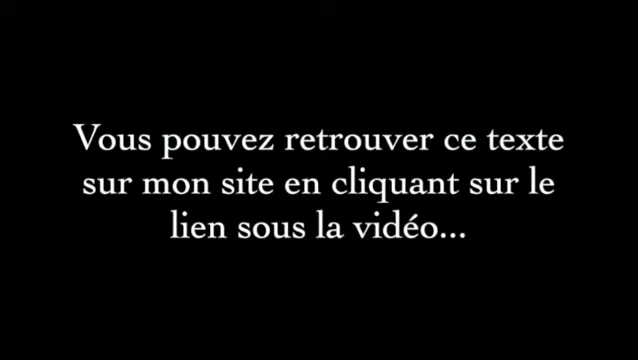 Vous pouvez retrouver ce texte
sur mon site en cliquant sur le
lien sous la vidéo...